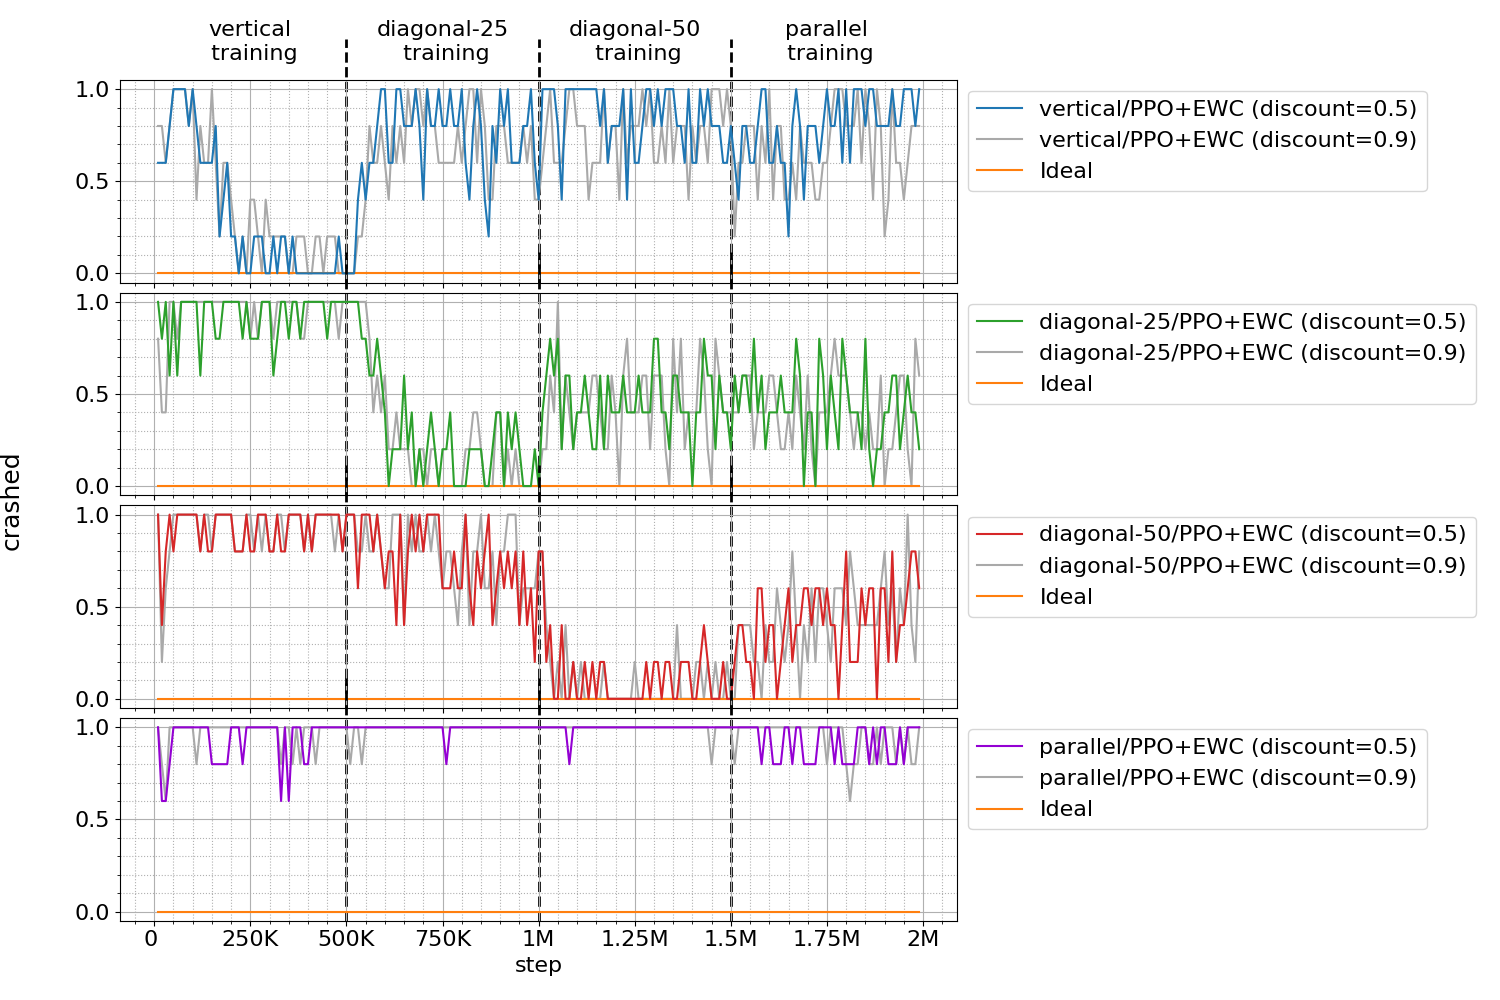 vertical
training
diagonal-25
training
diagonal-50
training
parallel
training
1.0
0.5
0.0
vertical/PPO+EWC (discount=0.5)
vertical/PPO+EWC (discount=0.9)
Ideal
1.0
0.5
0.0
diagonal-25/PPO+EWC (discount=0.5)
diagonal-25/PPO+EWC (discount=0.9)
Ideal
crashed
1.0
0.5
0.0
diagonal-50/PPO+EWC (discount=0.5)
diagonal-50/PPO+EWC (discount=0.9)
Ideal
1.0
0.5
0.0
parallel/PPO+EWC (discount=0.5)
parallel/PPO+EWC (discount=0.9)
Ideal
0 250K 500K 750K 1M 1.25M 1.5M 1.75M 2M
step